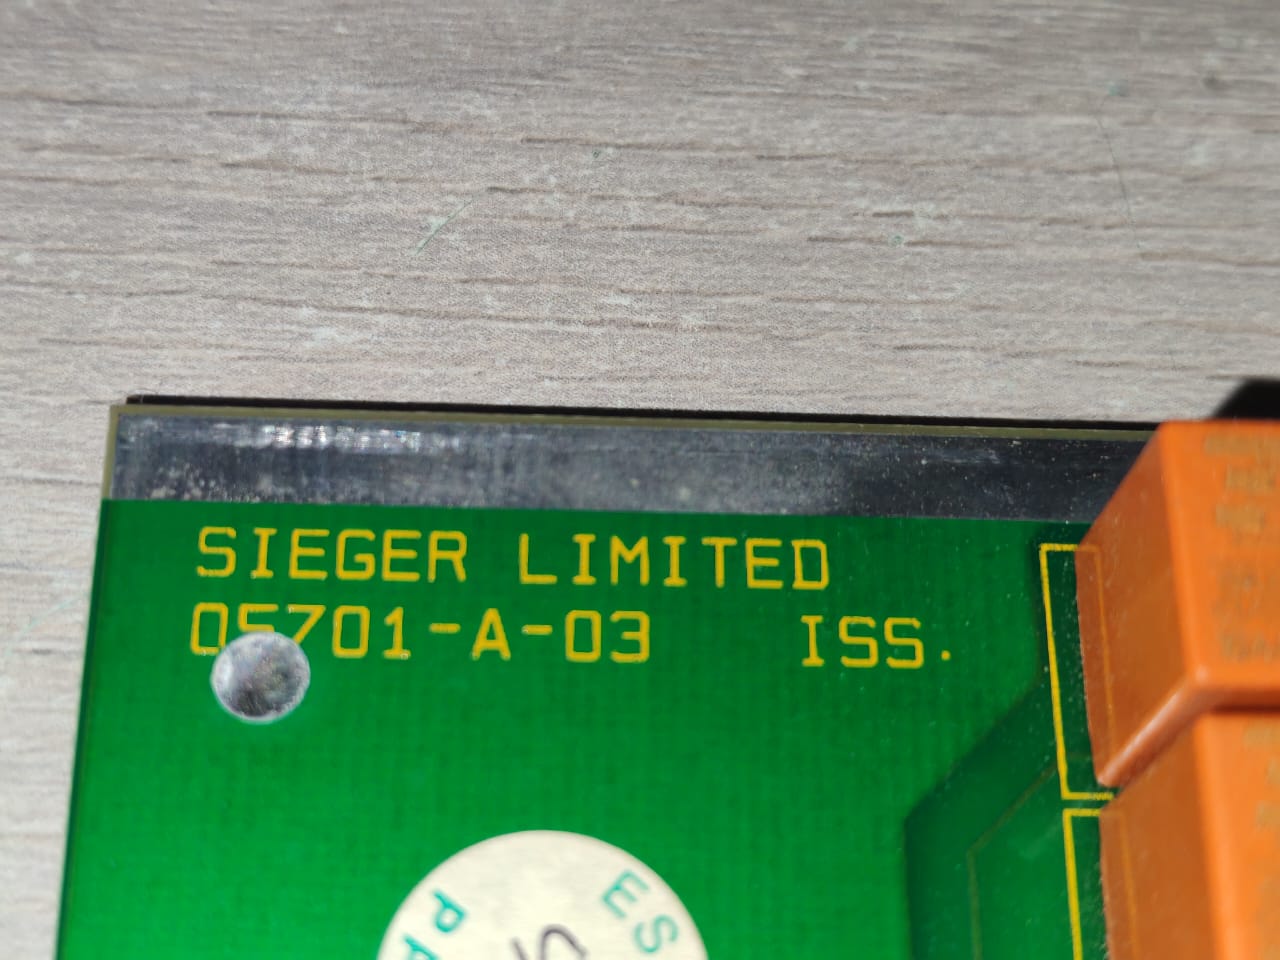 SIEGER LIMITED
05701-A-03 ISS.